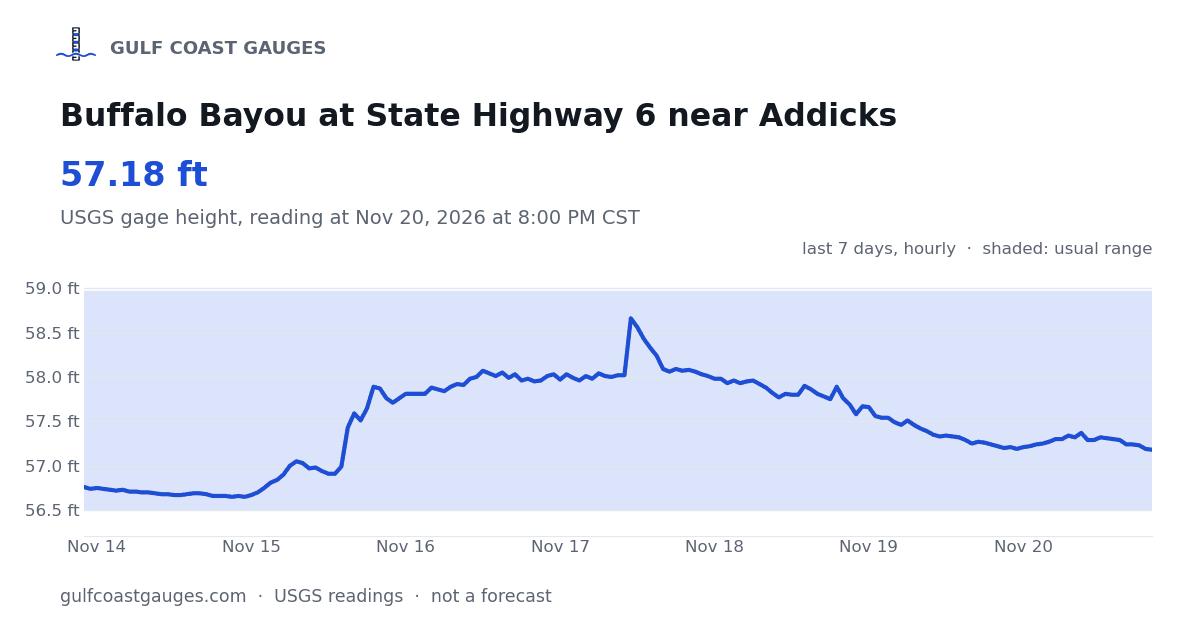 GULF COAST GAUGES
Buffalo Bayou at State Highway 6 near Addicks
57.18 ft
USGS gage height, reading at Nov 20, 2026 at 8:00 PM CST
last 7 days, hourly · shaded: usual range
59.0 ft
58.5 ft
58.0 ft
57.5 ft
57.0 ft
56.5 ft
Nov 14 Nov 15 Nov 16 Nov 17 Nov 18 Nov 19 Nov 20
gulfcoastgauges.com · USGS readings · not a forecast